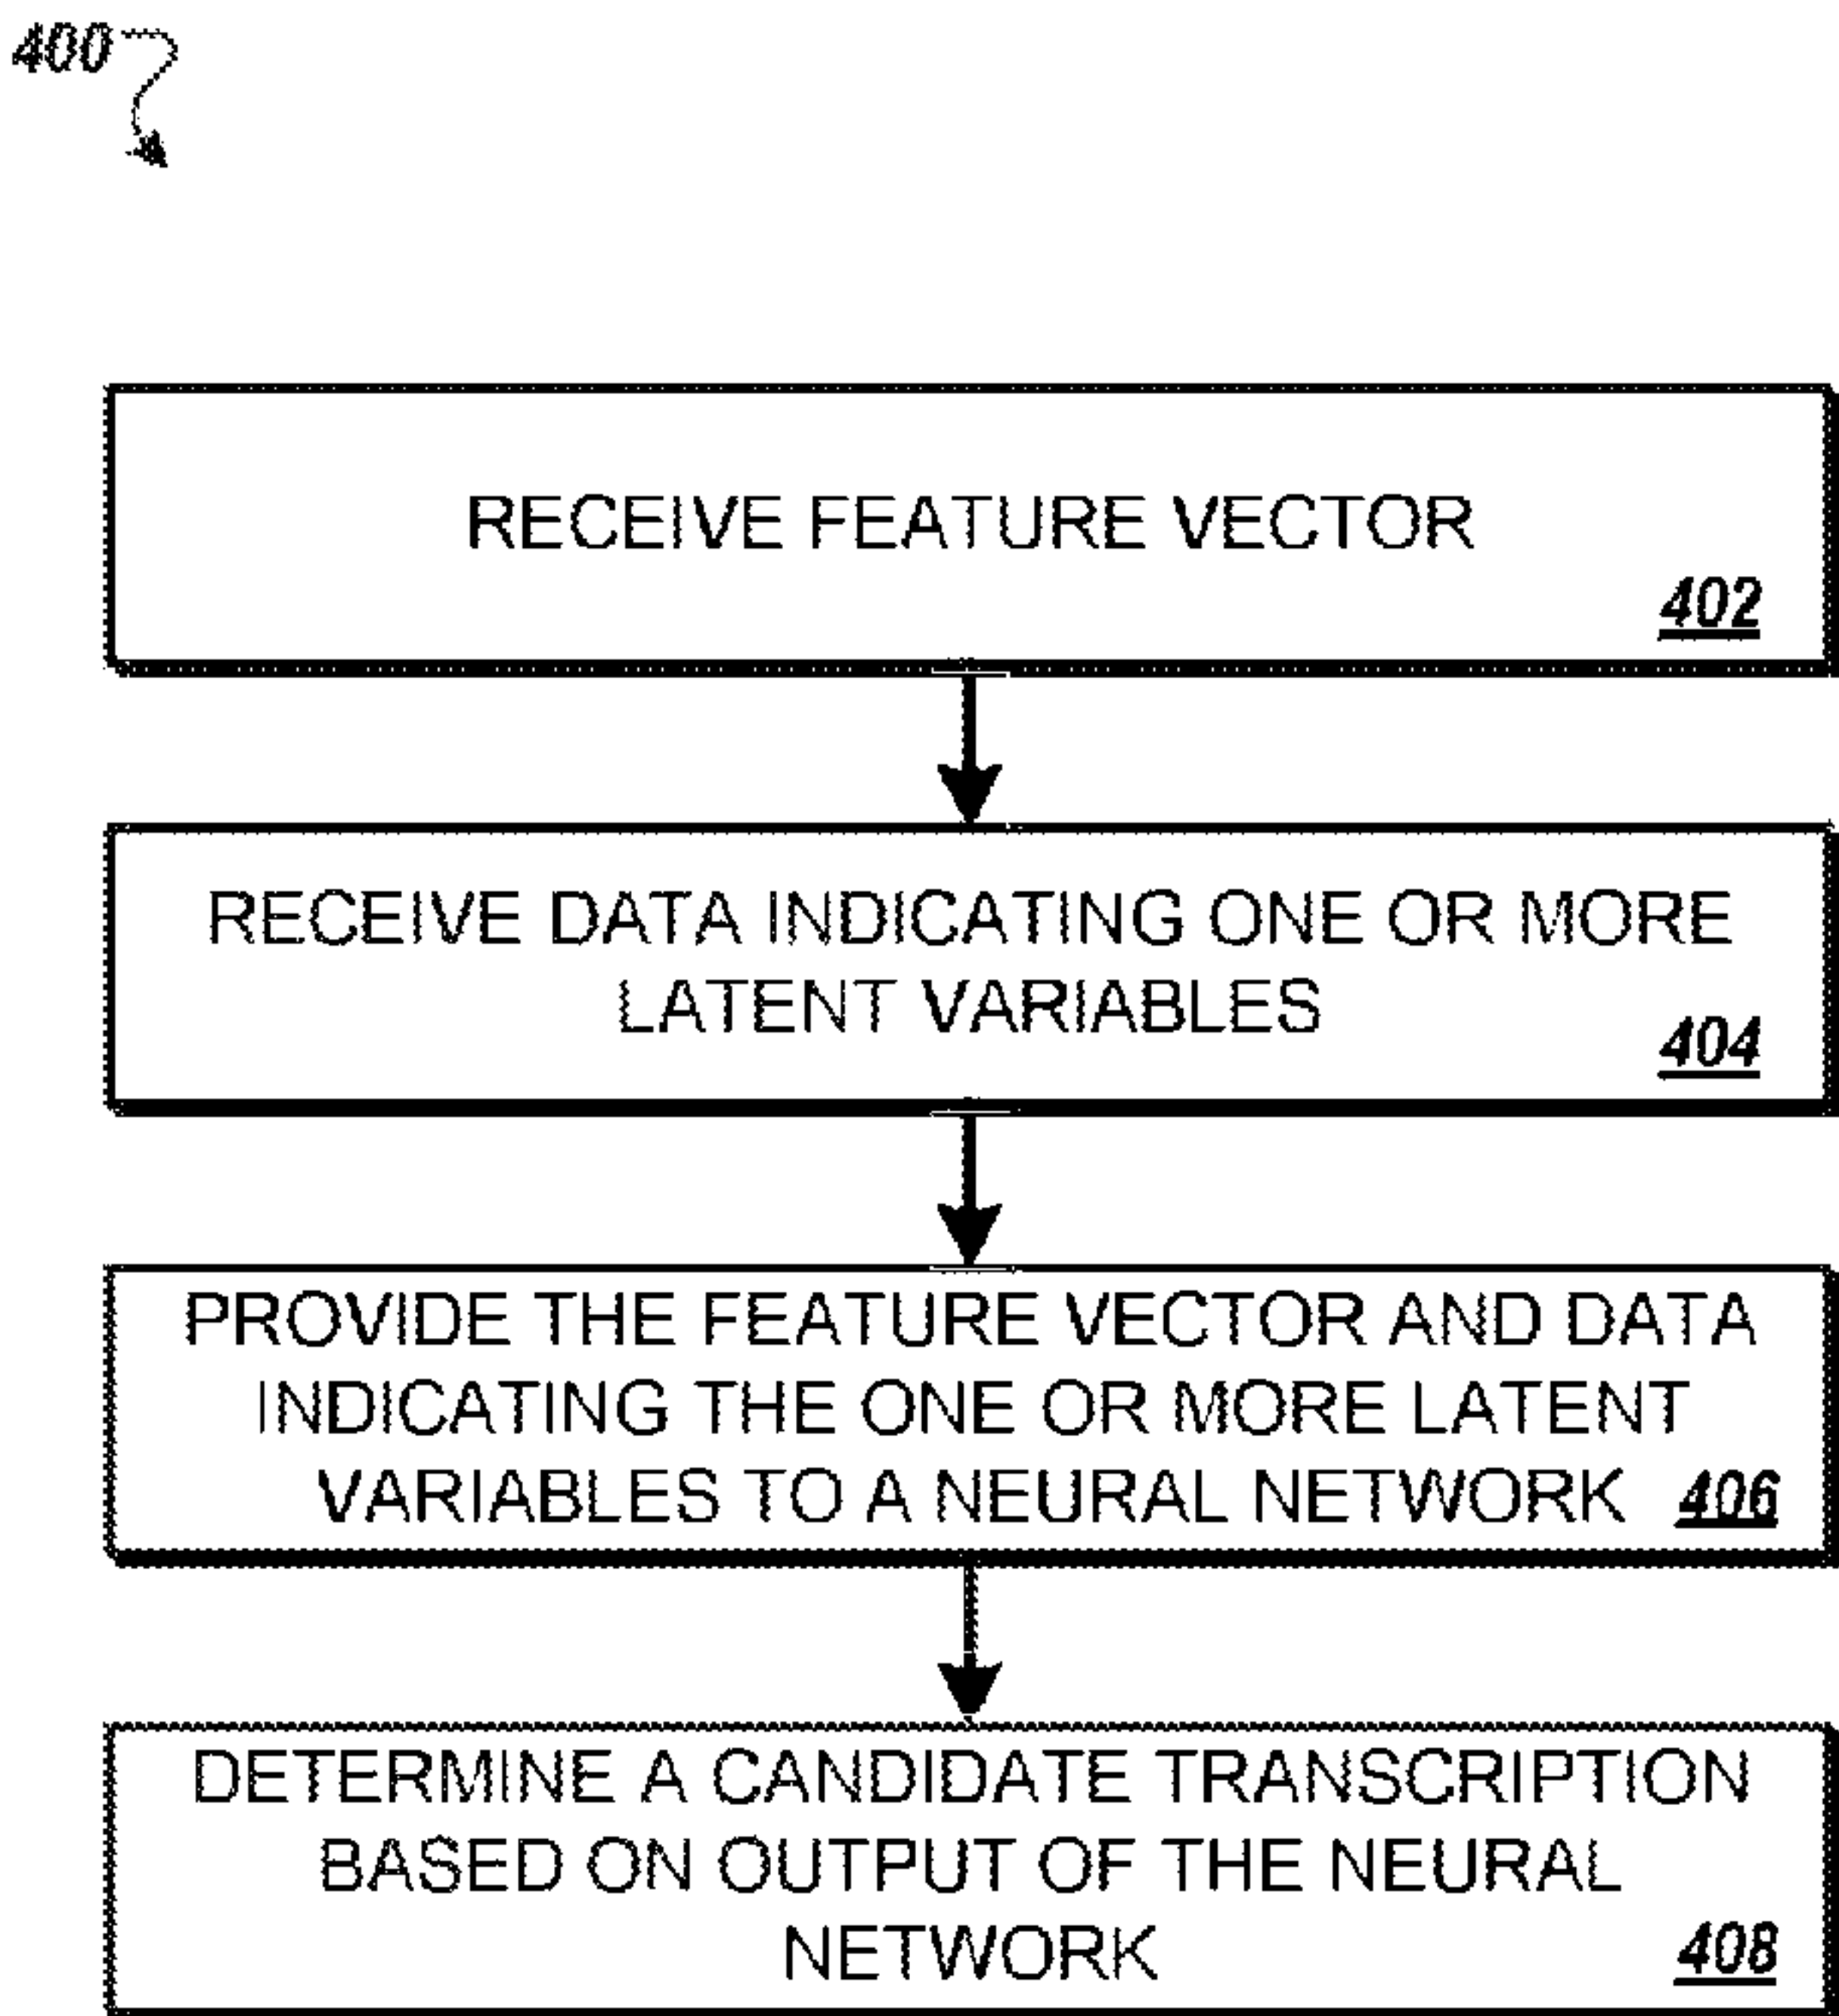 400
RECEIVE FEATURE VECTOR
402
RECEIVE DATA INDICATING ONE OR MORE
LATENT VARIABLES
404
PROVIDE THE FEATURE VECTOR AND DATA
INDICATING THE ONE OR MORE LATENT
VARIABLES TO A NEURAL NETWORK 406
DETERMINE A CANDIDATE TRANSCRIPTION
BASED ON OUTPUT OF THE NEURAL
NETWORK 408